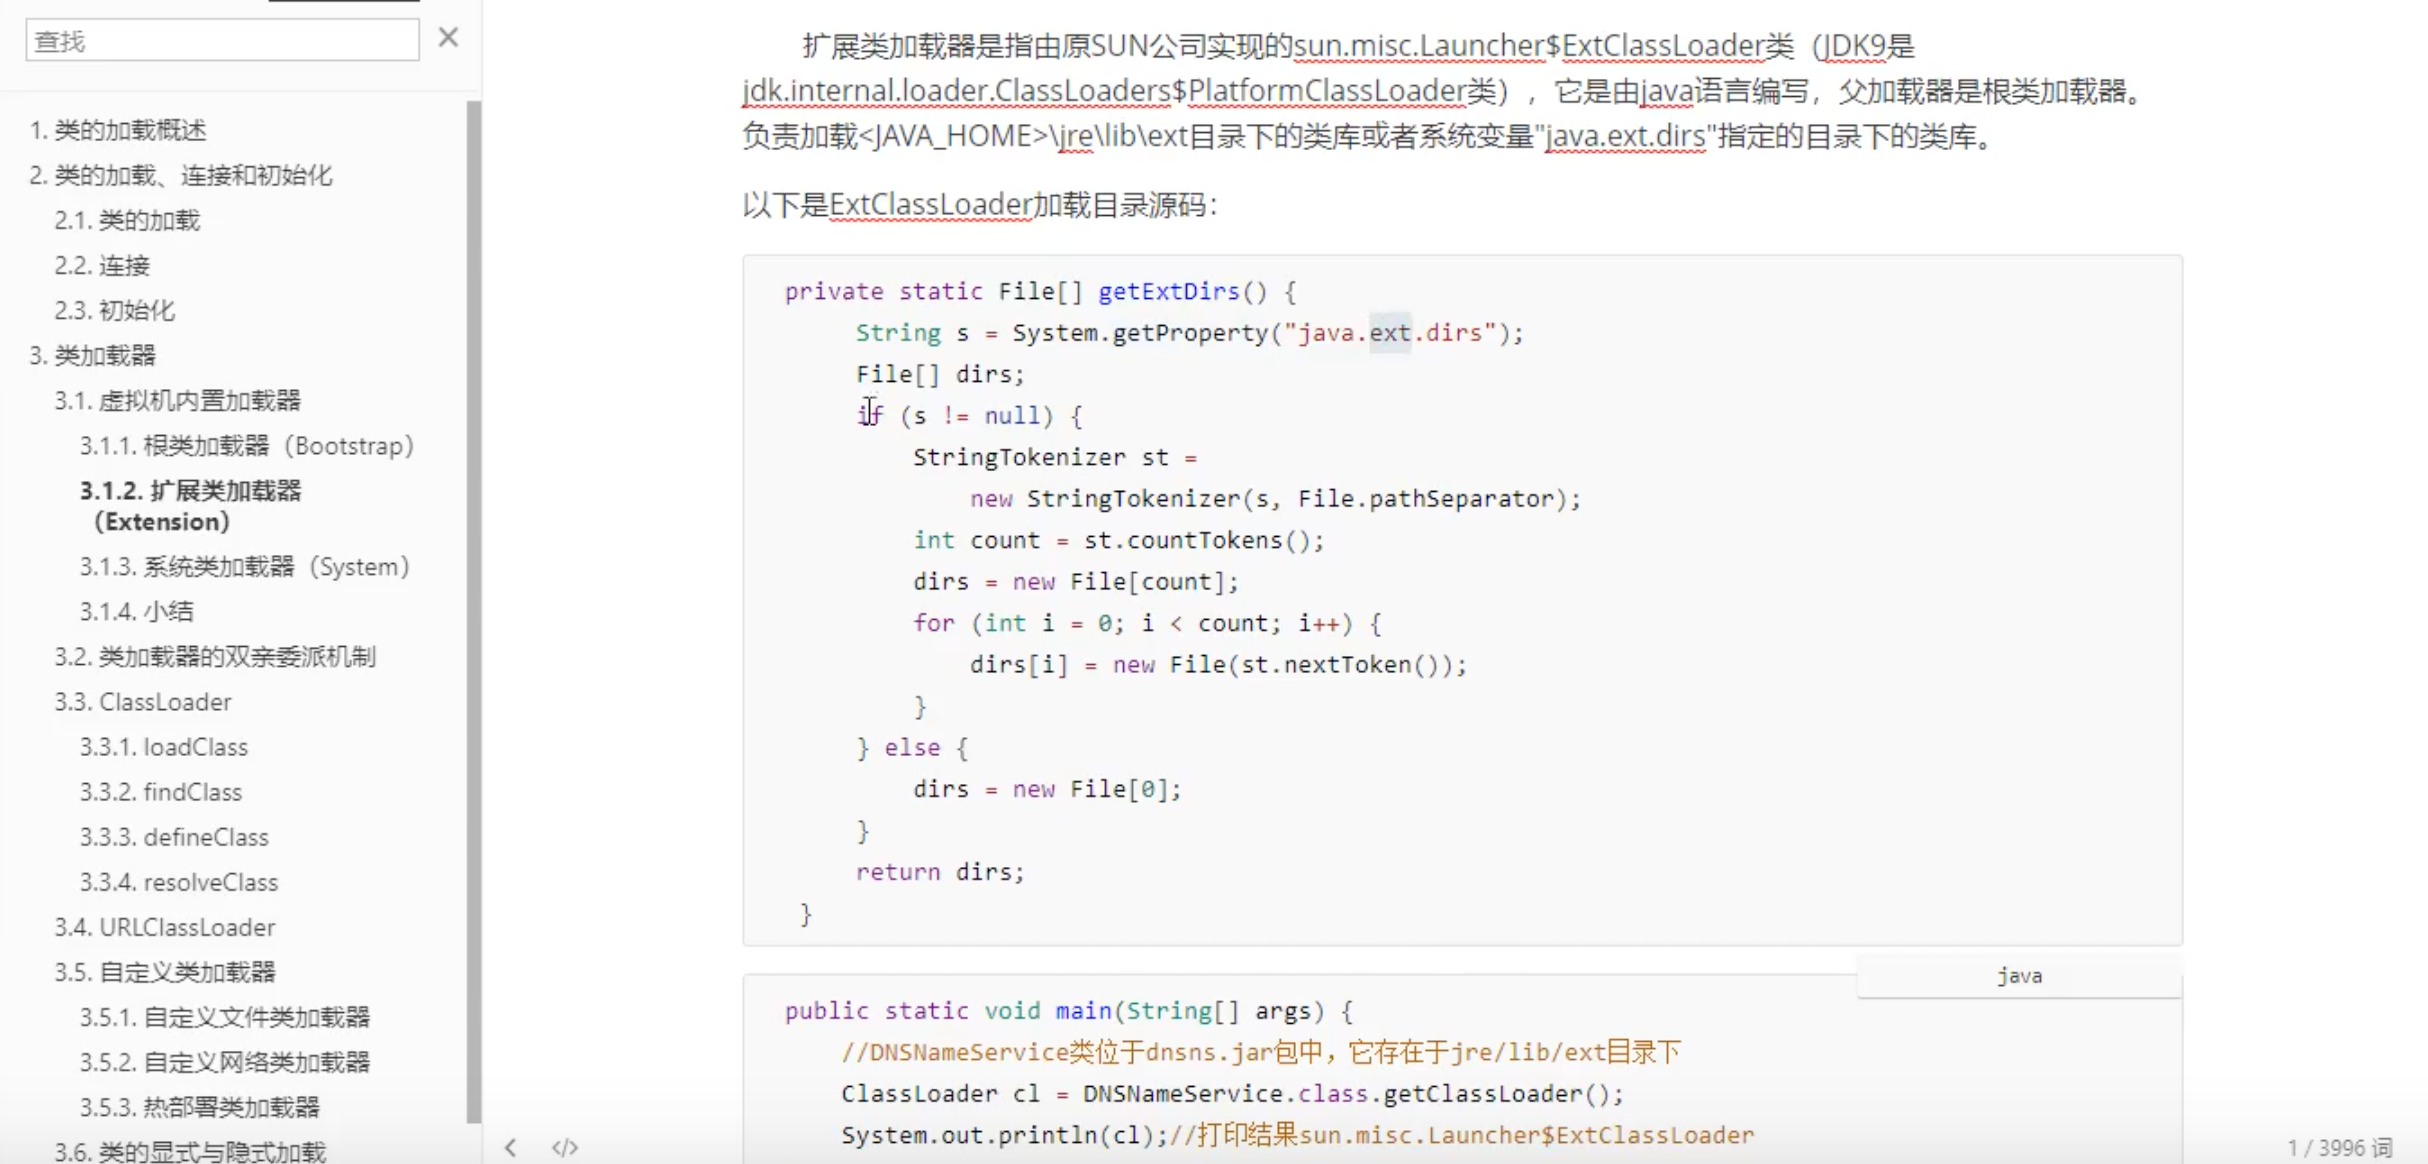 查找
1. 类的加载概述
2. 类的加载、连接和初始化
2.1. 类的加载
2.2. 连接
2.3. 初始化
3. 类加载器
3.1. 虚拟机内置加载器
3.1.1. 根类加载器（Bootstrap）
3.1.2. 扩展类加载器
（Extension）
3.1.3. 系统类加载器（System）
3.1.4. 小结
3.2. 类加载器的双亲委派机制
3.3. ClassLoader
3.3.1. loadClass
3.3.2. findClass
3.3.3. defineClass
3.3.4. resolveClass
3.4. URLClassLoader
3.5. 自定义类加载器
3.5.1. 自定义文件类加载器
3.5.2. 自定义网络类加载器
3.5.3. 热部署类加载器
3.6. 类的显式与隐式加载
扩展类加载器是指由原SUN公司实现的sun.misc.Launcher$ExtClassLoader类（JDK9是
jdk.internal.loader.ClassLoaders$PlatformClassLoader类），它是由java语言编写，父加载器是根类加载器。
负责加载<JAVA_HOME>\jre\lib\ext目录下的类库或者系统变量"java.ext.dirs"指定的目录下的类库。
以下是ExtClassLoader加载目录源码：
private static File[] getExtDirs() {
String s = System.getProperty("java.ext.dirs");
File[] dirs;
if (s != null) {
StringTokenizer st =
new StringTokenizer(s, File.pathSeparator);
int count = st.countTokens();
dirs = new File[count];
for (int i = 0; i < count; i++) {
dirs[i] = new File(st.nextToken());
}
} else {
dirs = new File[0];
}
return dirs;
}
java
public static void main(String[] args) {
//DNSNameService类位于dnsns.jar包中，它存在于jre/lib/ext目录下
ClassLoader cl = DNSNameService.class.getClassLoader();
System.out.println(cl);//打印结果sun.misc.Launcher$ExtClassLoader
</>
1 / 3996 词